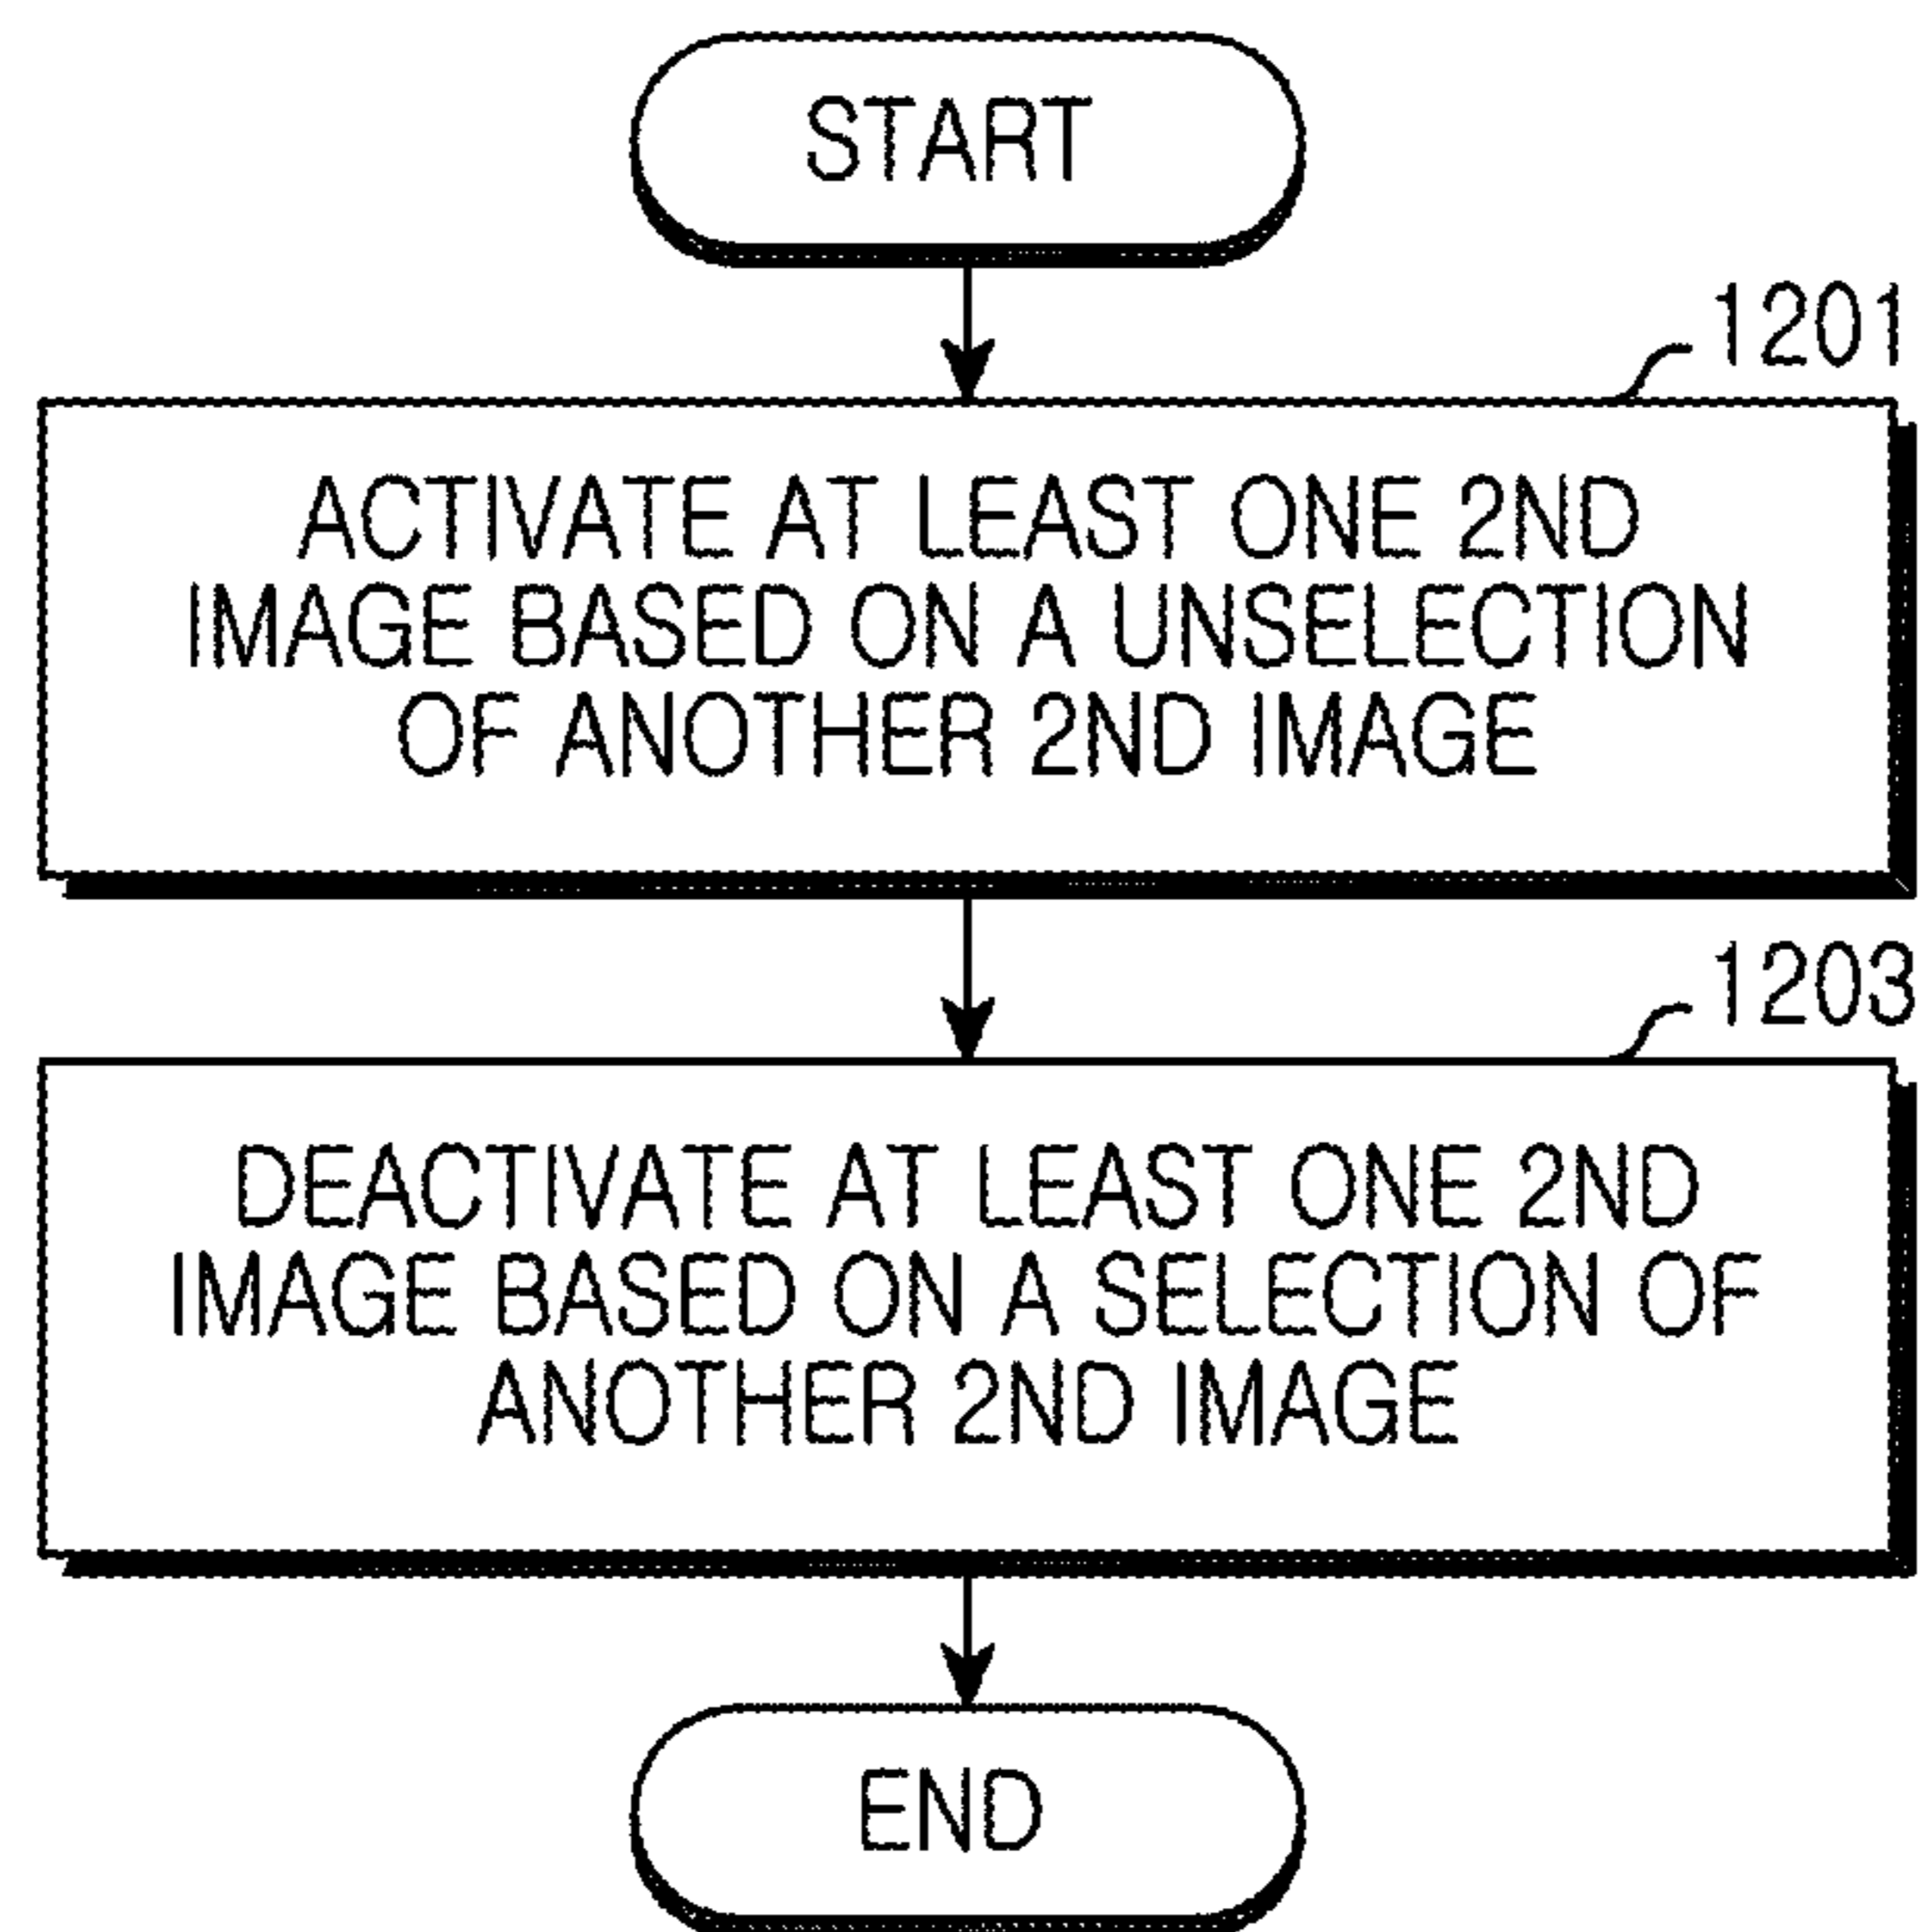 START
1201
ACTIVATE AT LEAST ONE 2ND
IMAGE BASED ON A UNSELECTION
OF ANOTHER 2ND IMAGE
1203
DEACTIVATE AT LEAST ONE 2ND
IMAGE BASED ON A SELECTION OF
ANOTHER 2ND IMAGE
END